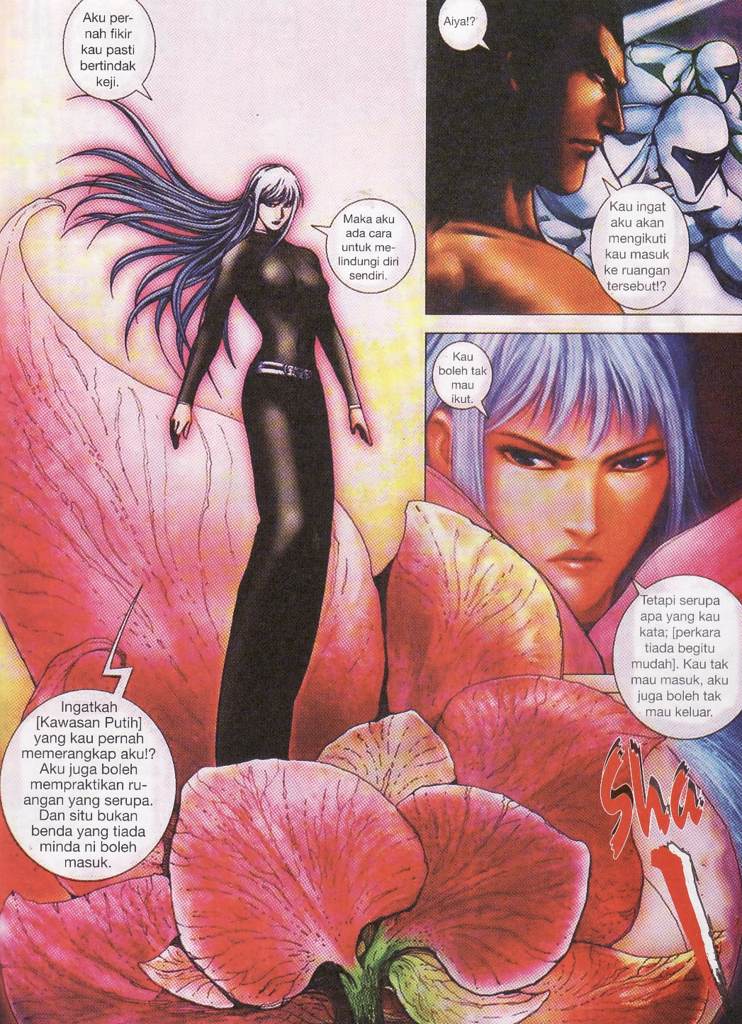 Aku per-
nah fikir
kau pasti
bertindak
keji.
Maka aku
ada cara
untuk me-
lindungi diri
sendiri.
Ingatkah
[Kawasan Putih]
yang kau pernah
memerangkap aku!?
Aku juga boleh
mempraktikan ru-
angan yang serupa.
Dan situ bukan
benda yang tiada
minda ni boleh
masuk.
Aiya!?
Kau ingat
aku akan
mengikuti
kau masuk
ke ruangan
tersebut!?
Kau
boleh tak
mau
ikut.
Tetapi serupa
apa yang kau
kata; [perkara
tiada begitu
mudah]. Kau tak
mau masuk, aku
juga boleh tak
mau keluar.
Sha
!